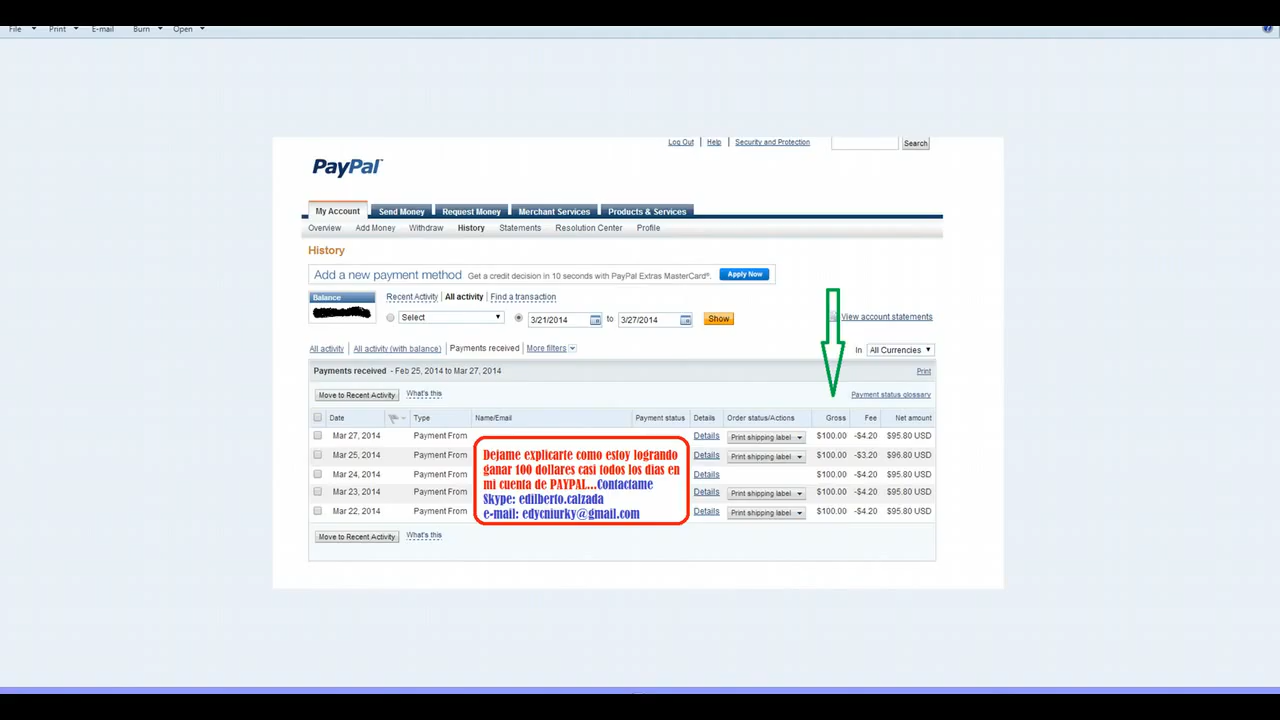 File Print E-mail Burn Open
Log Out | Help | Security and Protection Search
PayPal
My Account Send Money Request Money Merchant Services Products & Services
Overview Add Money Withdraw History Statements Resolution Center Profile
History
Add a new payment method Get a credit decision in 10 seconds with PayPal Extras MasterCard®. Apply Now
Balance
Recent Activity | All activity | Find a transaction
Select 3/21/2014 to 3/27/2014 Show View account statements
All activity | All activity (with balance) | Payments received | More filters In All Currencies
Payments received - Feb 25, 2014 to Mar 27, 2014 Print
Move to Recent Activity What's this Payment status glossary
Date Type Name/Email Payment status Details Order status/Actions Gross Fee Net amount
Mar 27, 2014 Payment From Details Print shipping label $100.00 -$4.20 $95.80 USD
Mar 25, 2014 Payment From Details Print shipping label $100.00 -$3.20 $96.80 USD
Mar 24, 2014 Payment From Details $100.00 -$4.20 $95.80 USD
Mar 23, 2014 Payment From Details Print shipping label $100.00 -$4.20 $95.80 USD
Mar 22, 2014 Payment From Details Print shipping label $100.00 -$4.20 $95.80 USD
Dejame explicarte como estoy logrando
ganar 100 dollares casi todos los dias en
mi cuenta de PAYPAL...Contactame
Skype: edilberto.calzada
e-mail: edycniurky@gmail.com
Move to Recent Activity What's this